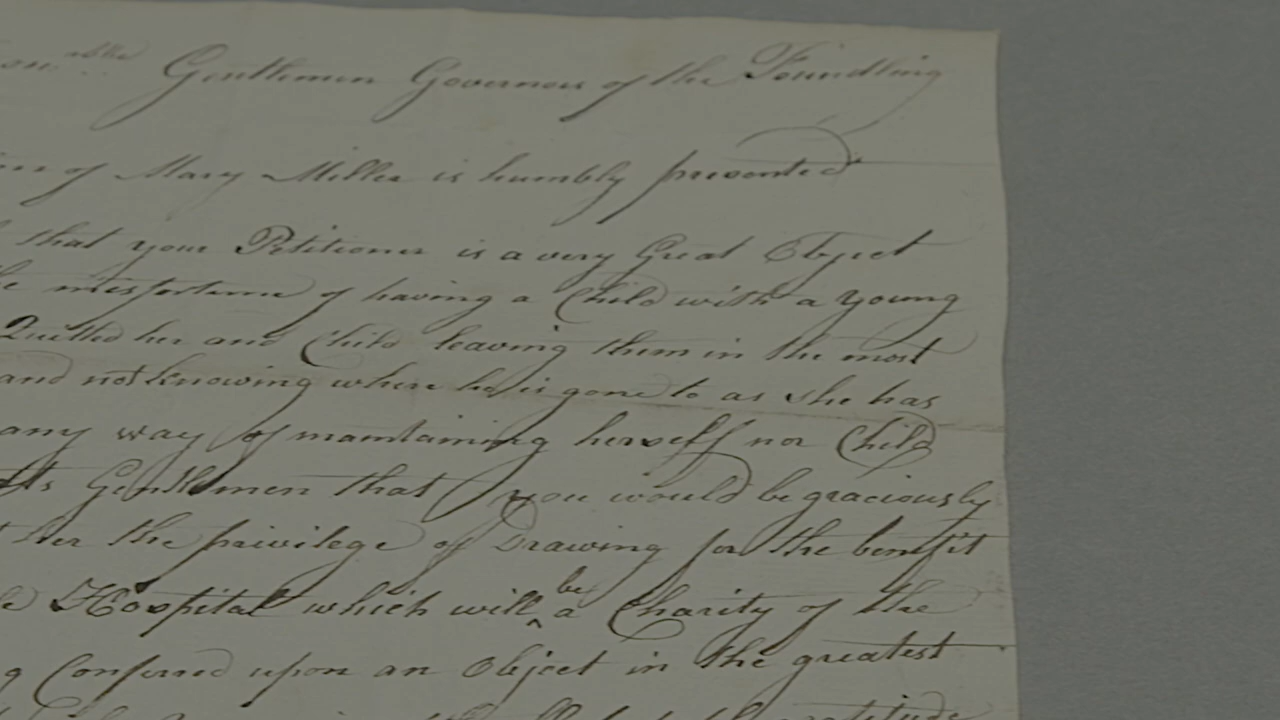 Gentlemen Governors of the Foundling
of Mary Miller is humbly presented
that your Petitioner is a very Great Object
misfortune of having a Child with a young
Quitted her and Child leaving them in the most
and not knowing where he is gone to as she has
any way of maintaining herself nor Child
Gentlemen that you would be graciously
her the privilege of Drawing for the benefit
Hospital which will be a Charity of the
Conferred upon an Object in the greatest